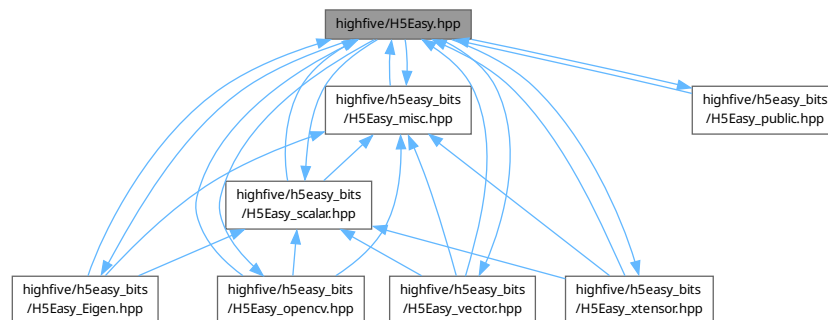 highfive/H5Easy.hpp
highfive/h5easy_bits
/H5Easy_misc.hpp
highfive/h5easy_bits
/H5Easy_public.hpp
highfive/h5easy_bits
/H5Easy_scalar.hpp
highfive/h5easy_bits
/H5Easy_Eigen.hpp
highfive/h5easy_bits
/H5Easy_opencv.hpp
highfive/h5easy_bits
/H5Easy_vector.hpp
highfive/h5easy_bits
/H5Easy_xtensor.hpp